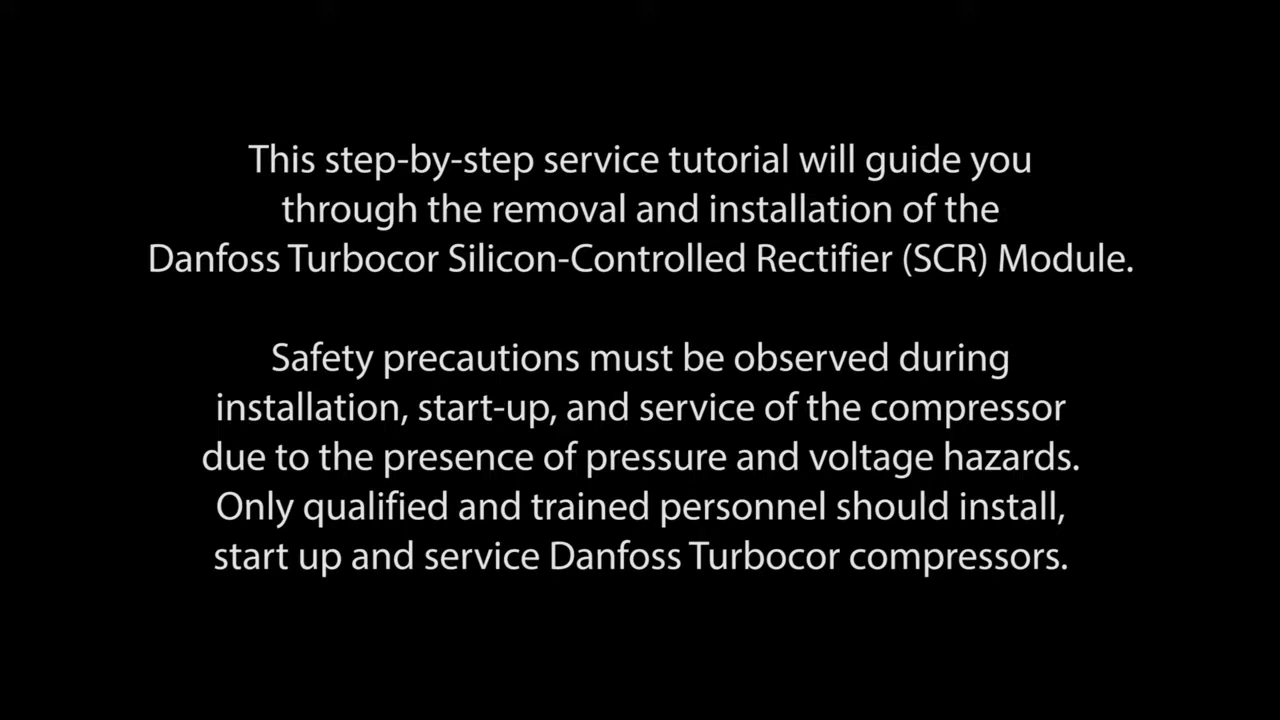 This step-by-step service tutorial will guide you
through the removal and installation of the
Danfoss Turbocor Silicon-Controlled Rectifier (SCR) Module.
Safety precautions must be observed during
installation, start-up, and service of the compressor
due to the presence of pressure and voltage hazards.
Only qualified and trained personnel should install,
start up and service Danfoss Turbocor compressors.